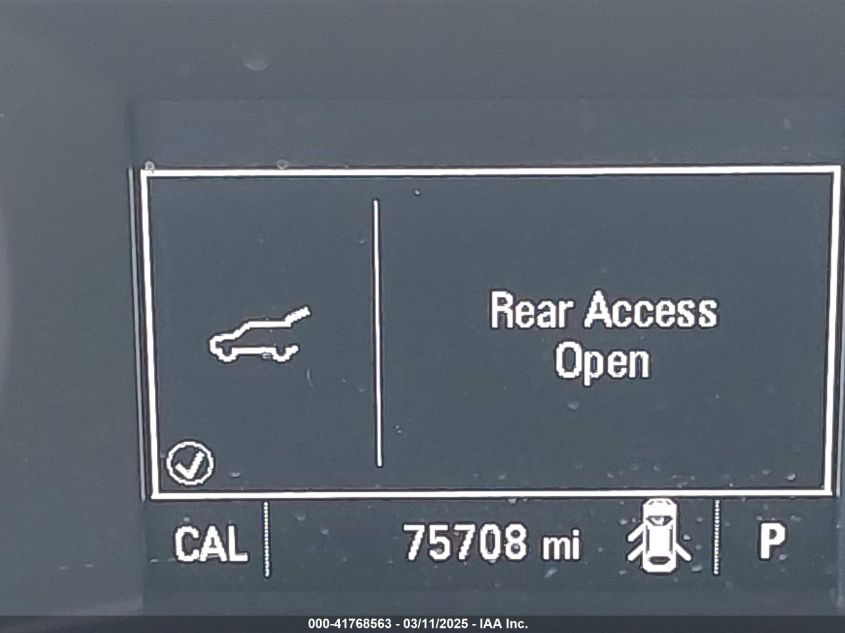 Rear Access
Open
CAL
75708 mi
P
000-41768563 - 03/11/2025 - IAA Inc.